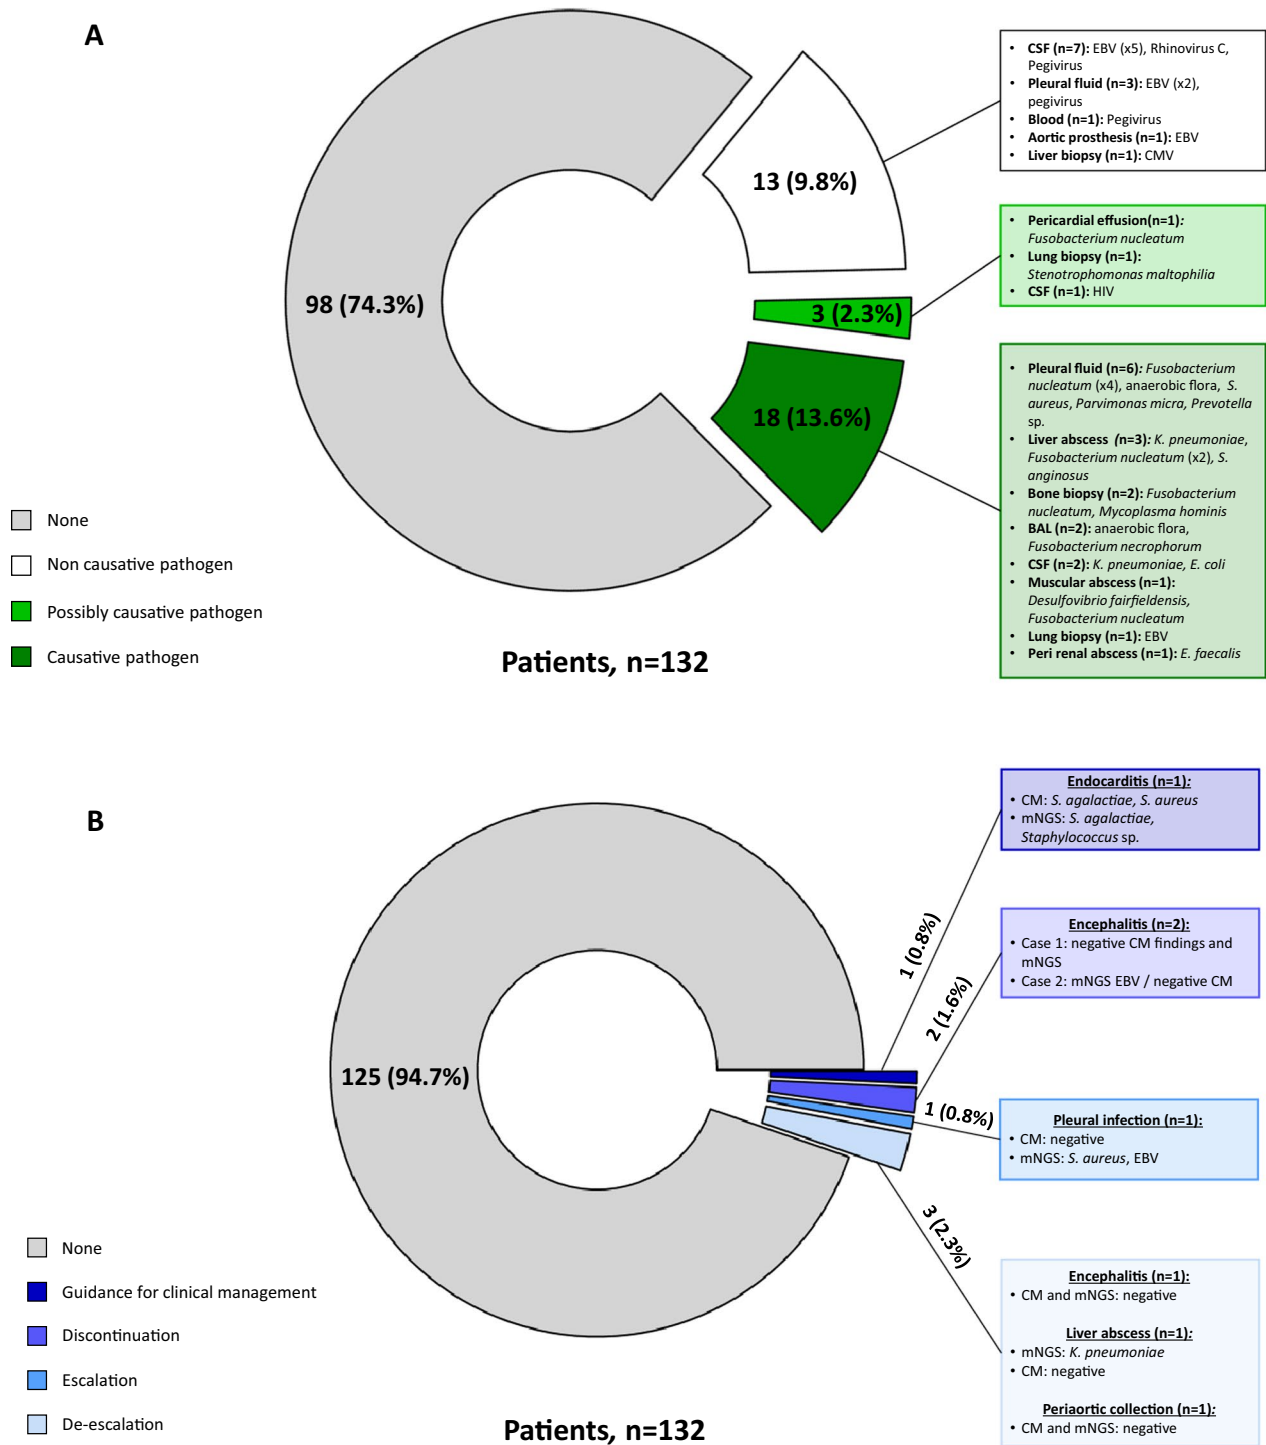 A
• CSF (n=7): EBV (x5), Rhinovirus C,
Pegivirus
• Pleural fluid (n=3): EBV (x2),
pegivirus
• Blood (n=1): Pegivirus
• Aortic prosthesis (n=1): EBV
• Liver biopsy (n=1): CMV
13 (9.8%)
• Pericardial effusion(n=1):
Fusobacterium nucleatum
• Lung biopsy (n=1):
Stenotrophomonas maltophilia
• CSF (n=1): HIV
98 (74.3%)
3 (2.3%)
• Pleural fluid (n=6): Fusobacterium
nucleatum (x4), anaerobic flora, S.
aureus, Parvimonas micra, Prevotella
sp.
• Liver abscess (n=3): K. pneumoniae,
Fusobacterium nucleatum (x2), S.
anginosus
• Bone biopsy (n=2): Fusobacterium
nucleatum, Mycoplasma hominis
• BAL (n=2): anaerobic flora,
Fusobacterium necrophorum
• CSF (n=2): K. pneumoniae, E. coli
• Muscular abscess (n=1):
Desulfovibrio fairfieldensis,
Fusobacterium nucleatum
• Lung biopsy (n=1): EBV
• Peri renal abscess (n=1): E. faecalis
18 (13.6%)
None
Non causative pathogen
Possibly causative pathogen
Causative pathogen
Patients, n=132
B
Endocarditis (n=1):
• CM: S. agalactiae, S. aureus
• mNGS: S. agalactiae,
Staphylococcus sp.
1 (0.8%)
Encephalitis (n=2):
• Case 1: negative CM findings and
mNGS
• Case 2: mNGS EBV / negative CM
2 (1.6%)
125 (94.7%)
1 (0.8%)
Pleural infection (n=1):
• CM: negative
• mNGS: S. aureus, EBV
3 (2.3%)
Encephalitis (n=1):
• CM and mNGS: negative
Liver abscess (n=1):
• mNGS: K. pneumoniae
• CM: negative
Periaortic collection (n=1):
• CM and mNGS: negative
None
Guidance for clinical management
Discontinuation
Escalation
De-escalation
Patients, n=132